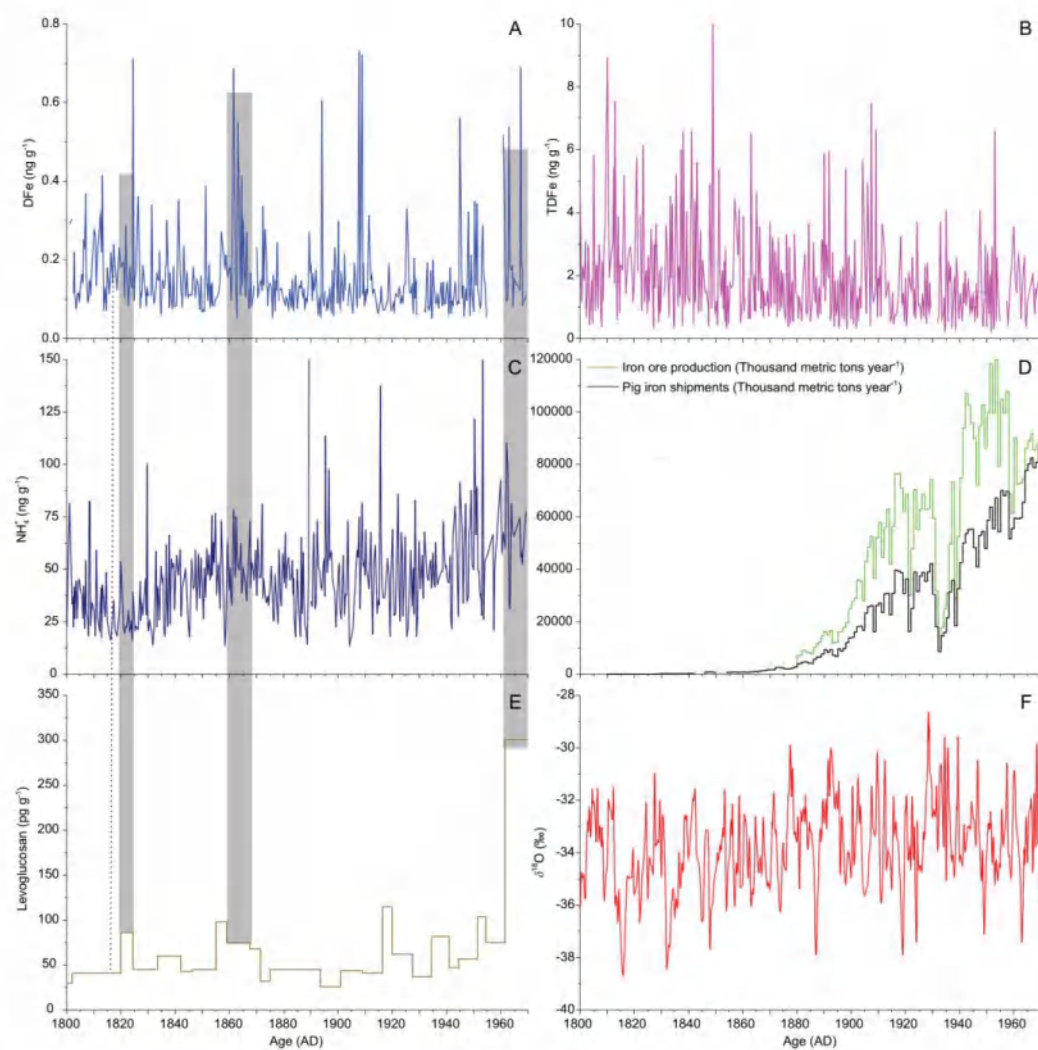 A
0.8
0.6
0.4
0.2
0.0
DFe (ng g⁻¹)
B
10
8
6
4
2
0
TDFe (ng g⁻¹)
C
150
125
100
75
50
25
0
NH₄⁺ (ng g⁻¹)
D
Iron ore production (Thousand metric tons year⁻¹)
Pig iron shipments (Thousand metric tons year⁻¹)
120000
100000
80000
60000
40000
20000
0
E
350
300
250
200
150
100
50
0
Levoglucosan (pg g⁻¹)
1800 1820 1840 1860 1880 1900 1920 1940 1960
Age (AD)
F
-28
-30
-32
-34
-36
-38
-40
δ¹⁸O (‰)
1800 1820 1840 1860 1880 1900 1920 1940 1960
Age (AD)